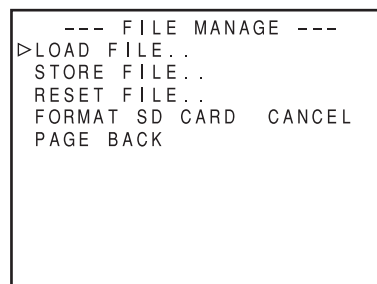 --- FILE MANAGE ---
▷LOAD FILE..
STORE FILE..
RESET FILE..
FORMAT SD CARD CANCEL
PAGE BACK